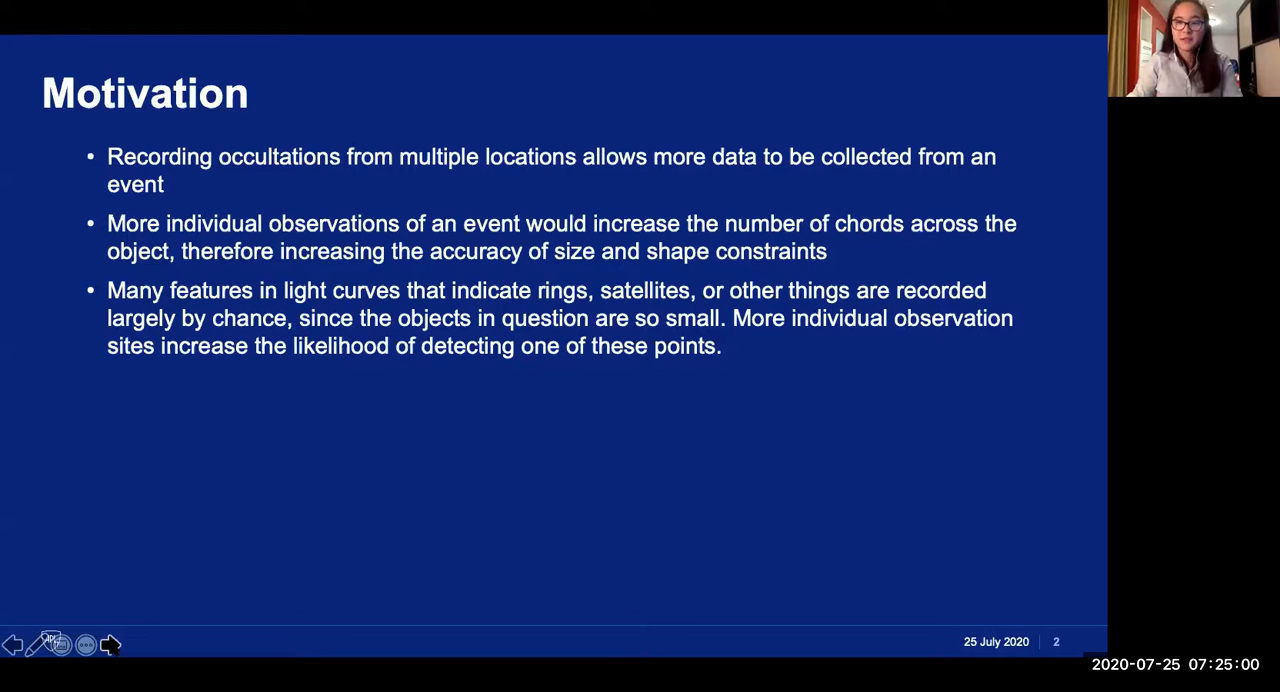 Motivation
• Recording occultations from multiple locations allows more data to be collected from an
event
• More individual observations of an event would increase the number of chords across the
object, therefore increasing the accuracy of size and shape constraints
• Many features in light curves that indicate rings, satellites, or other things are recorded
largely by chance, since the objects in question are so small. More individual observation
sites increase the likelihood of detecting one of these points.
25 July 2020
2
2020-07-25 07:25:00